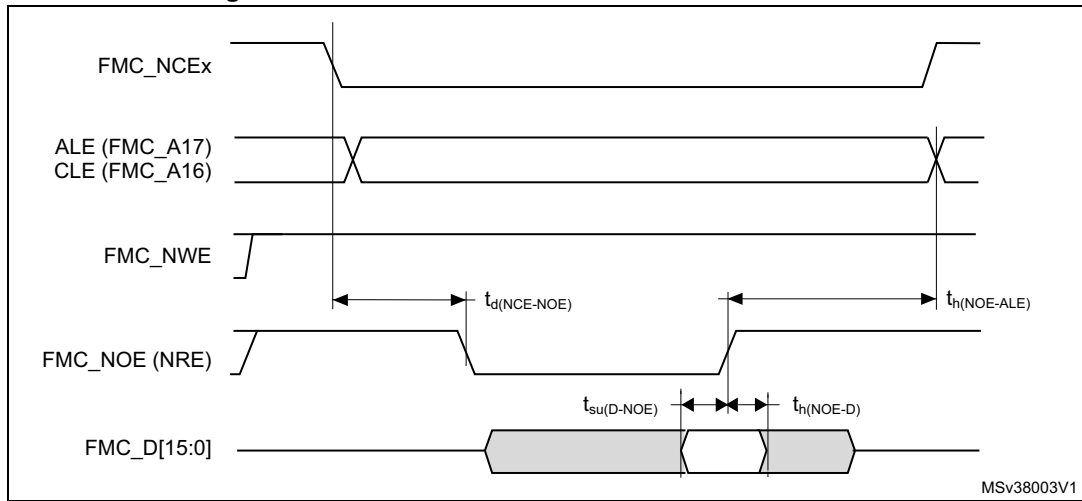 FMC_NCEx
ALE (FMC_A17)
CLE (FMC_A16)
FMC_NWE
td(NCE-NOE)
th(NOE-ALE)
FMC_NOE (NRE)
tsu(D-NOE)
th(NOE-D)
FMC_D[15:0]
MSv38003V1